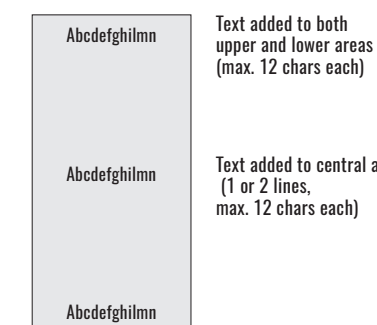 Abcdefghilmn
Text added to both
upper and lower areas
(max. 12 chars each)
Abcdefghilmn
Text added to central a
(1 or 2 lines,
max. 12 chars each)
Abcdefghilmn